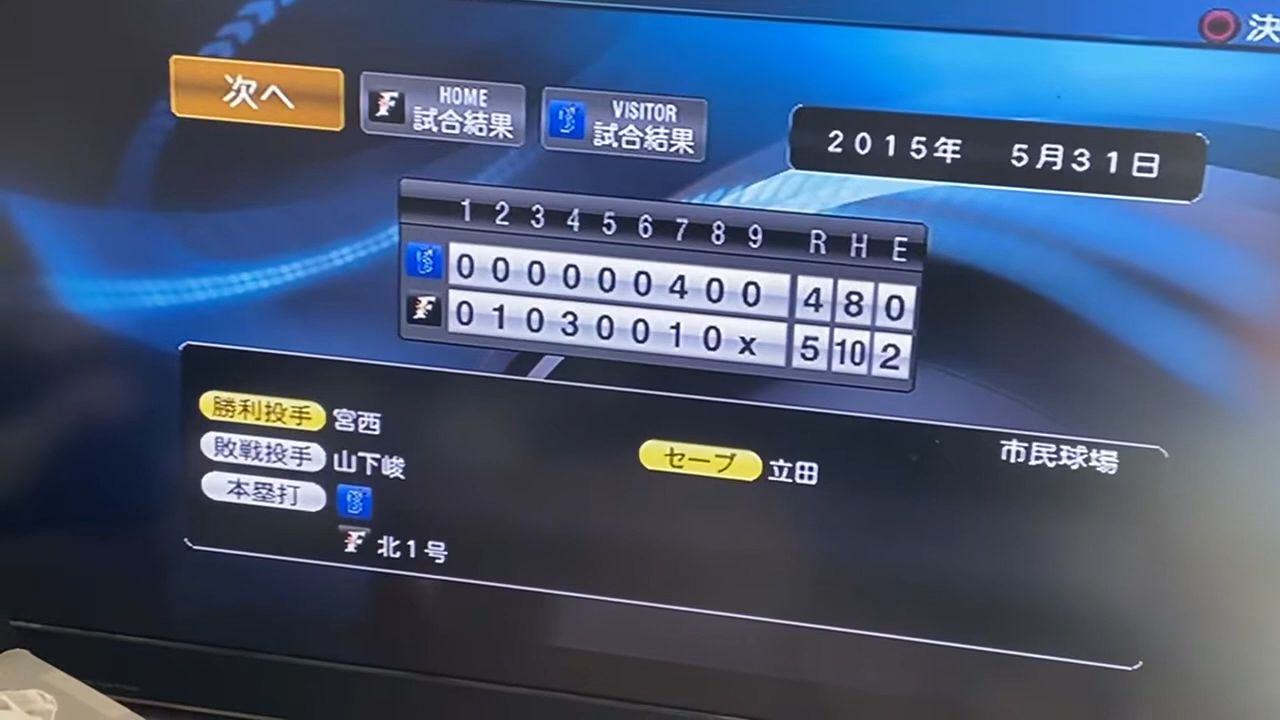 決
次へ
HOME
試合結果
VISITOR
試合結果
2015年 5月31日
1 2 3 4 5 6 7 8 9 R H E
0 0 0 0 0 0 4 0 0 4 8 0
0 1 0 3 0 0 1 0 x 5 10 2
勝利投手 宮西
敗戦投手 山下峻
セーブ 立田
市民球場
本塁打
北1号